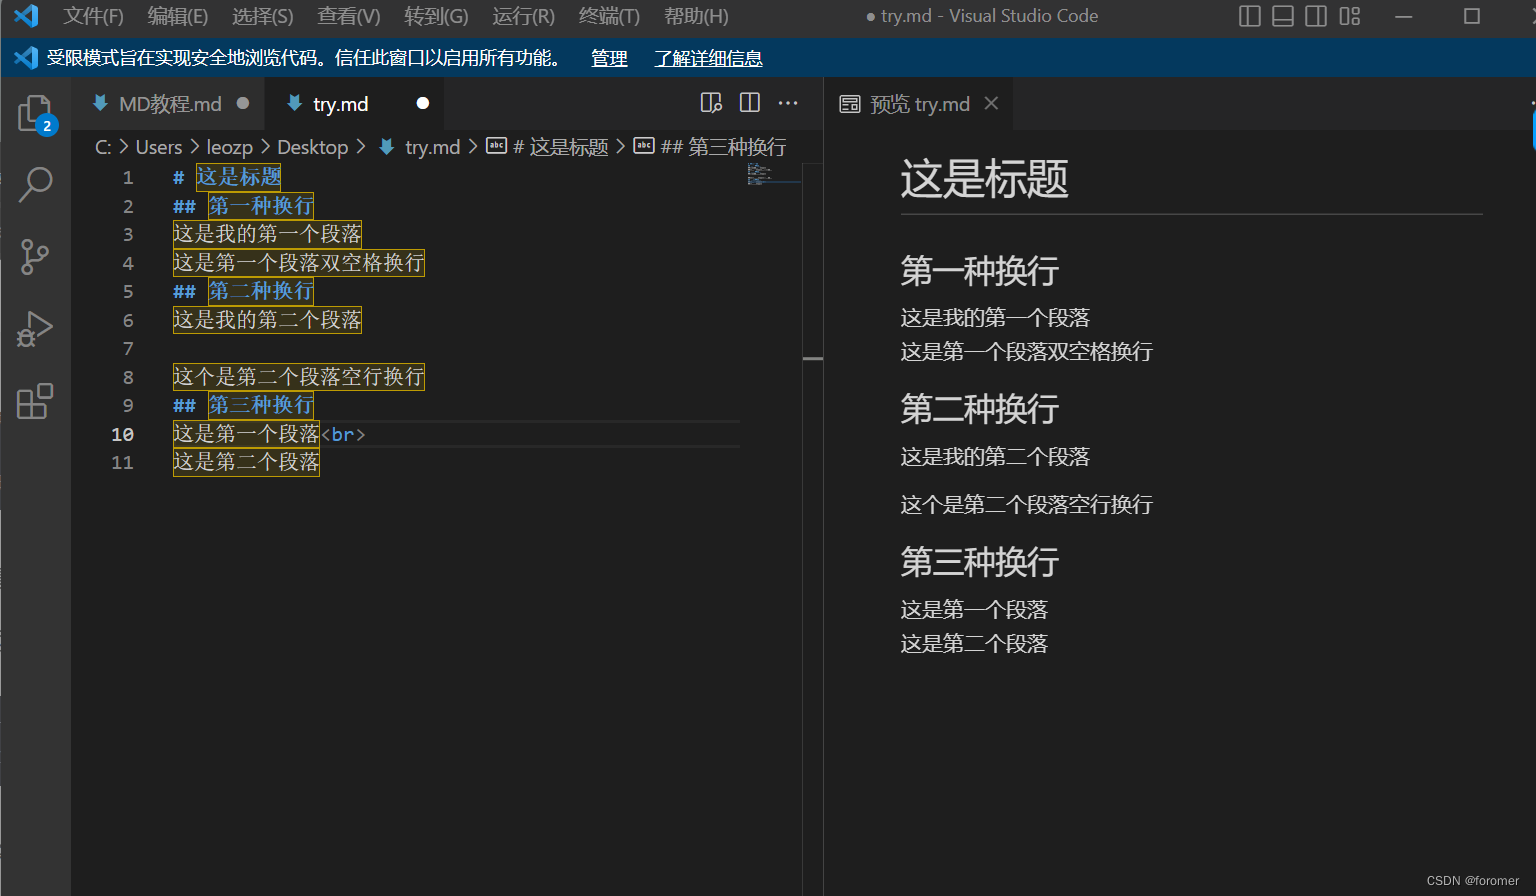 文件(F) 编辑(E) 选择(S) 查看(V) 转到(G) 运行(R) 终端(T) 帮助(H) ● try.md - Visual Studio Code
受限模式旨在实现安全地浏览代码。信任此窗口以启用所有功能。 管理 了解详细信息
2
MD教程.md ● try.md ●
C: > Users > leozp > Desktop > try.md > # 这是标题 > ## 第三种换行
1 # 这是标题
2 ## 第一种换行
3 这是我的第一个段落
4 这是第一个段落双空格换行
5 ## 第二种换行
6 这是我的第二个段落
7
8 这个是第二个段落空行换行
9 ## 第三种换行
10 这是第一个段落<br>
11 这是第二个段落
预览 try.md
这是标题
第一种换行
这是我的第一个段落
这是第一个段落双空格换行
第二种换行
这是我的第二个段落
这个是第二个段落空行换行
第三种换行
这是第一个段落
这是第二个段落
CSDN @foromer